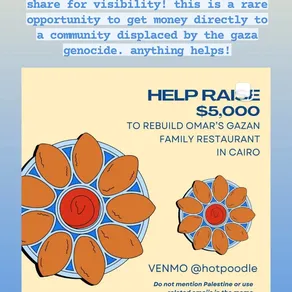 share for visibility! this is a rare
opportunity to get money directly to
a community displaced by the gaza
genocide. anything helps!
HELP RAISE
$5,000
TO REBUILD OMAR'S GAZAN
FAMILY RESTAURANT
IN CAIRO
VENMO @hotpoodle
Do not mention Palestine or use